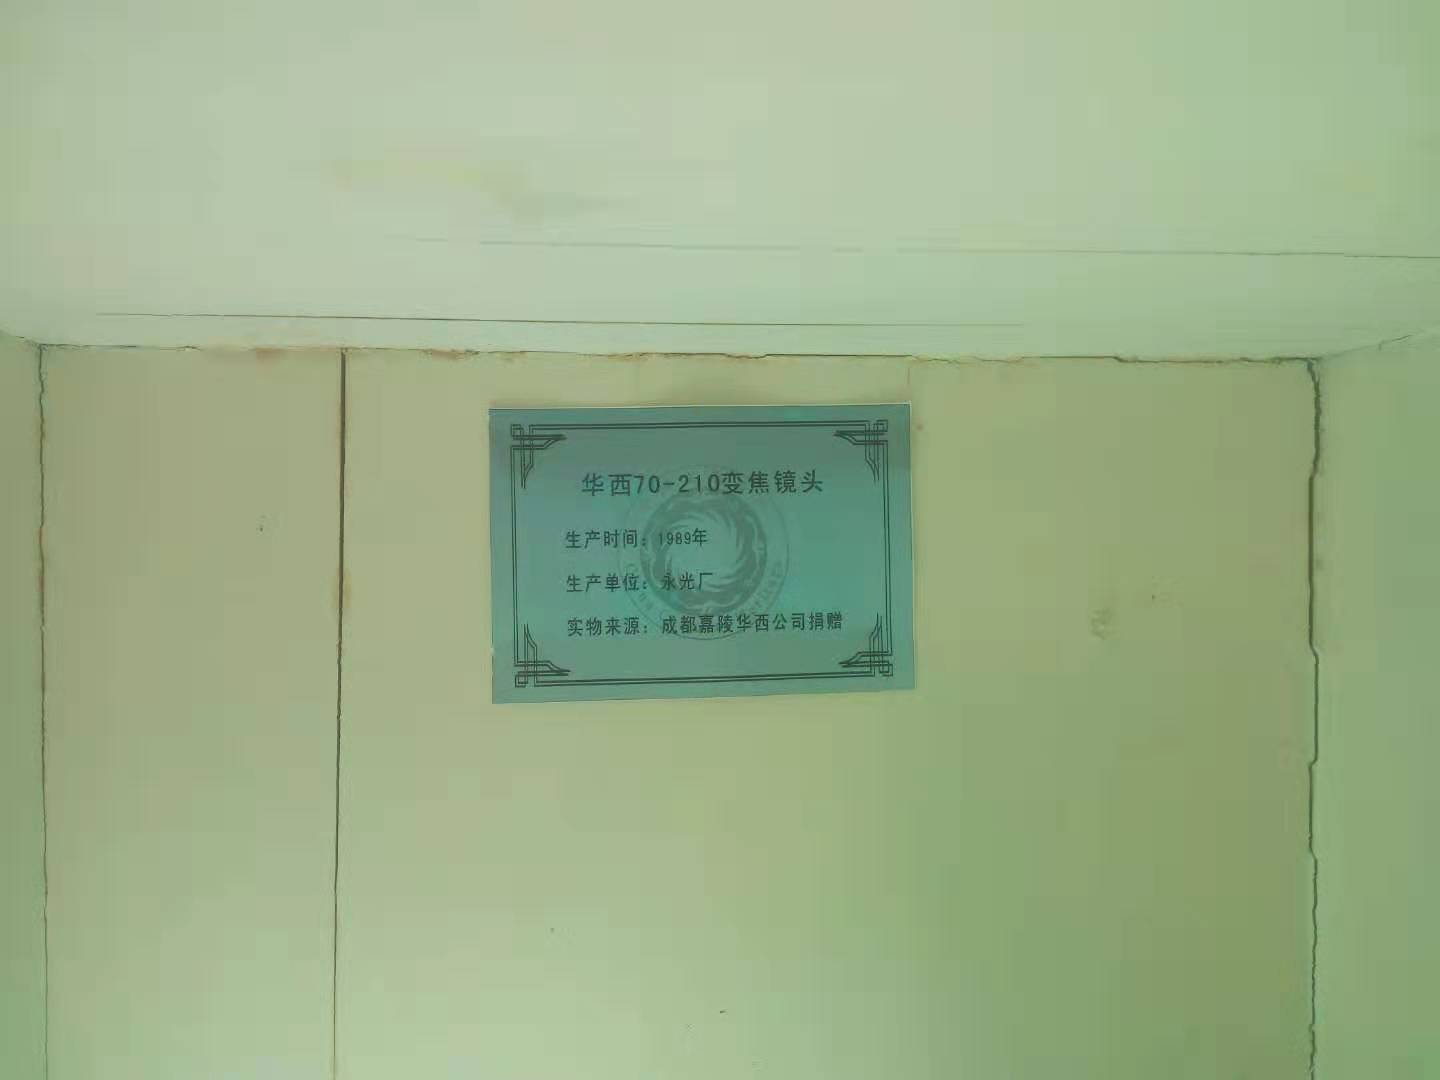 华西70-210变焦镜头
生产时间：1989年
生产单位：永光厂
实物来源：成都嘉陵华西公司捐赠